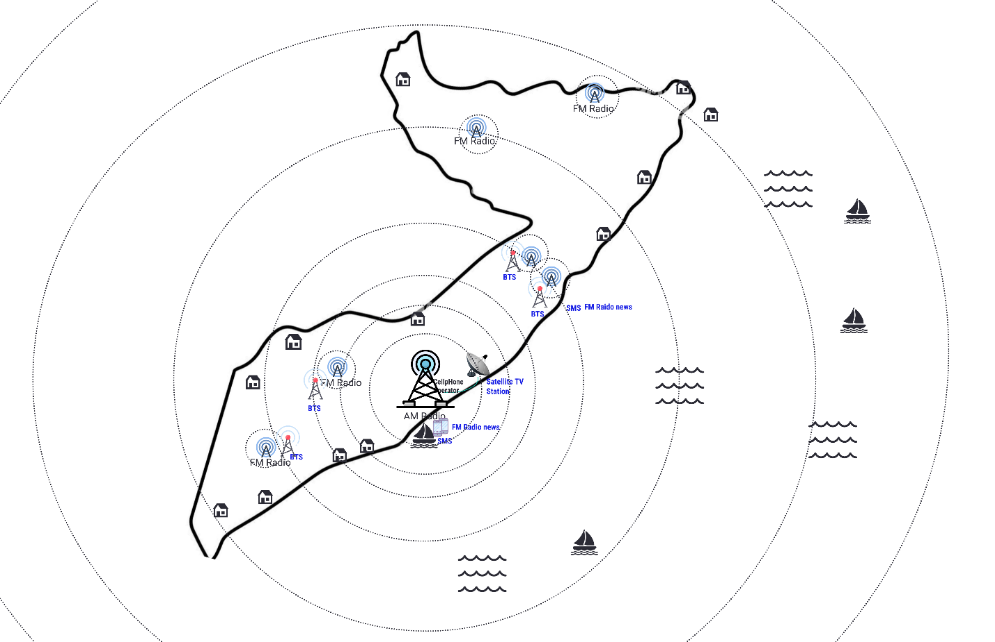 FM Radio
FM Radio
BTS
BTS
SMS FM Raido news
FM Radio
BTS
CellpHone
operator
Satellite TV
Station
AM Radio
FM Radio news
SMS
FM Radio
BTS